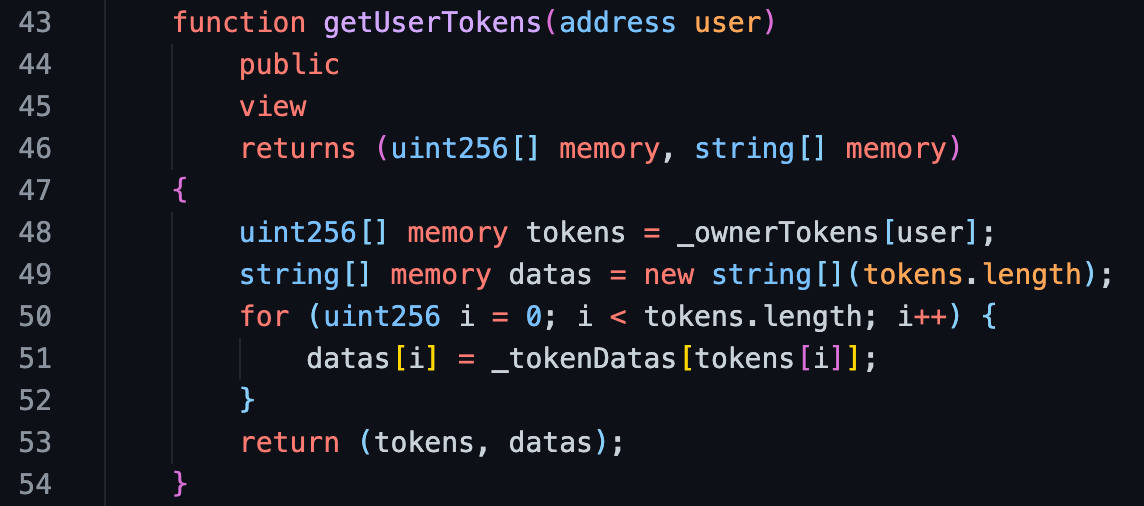 43 function getUserTokens(address user)
44 public
45 view
46 returns (uint256[] memory, string[] memory)
47 {
48 uint256[] memory tokens = _ownerTokens[user];
49 string[] memory datas = new string[](tokens.length);
50 for (uint256 i = 0; i < tokens.length; i++) {
51 datas[i] = _tokenDatas[tokens[i]];
52 }
53 return (tokens, datas);
54 }